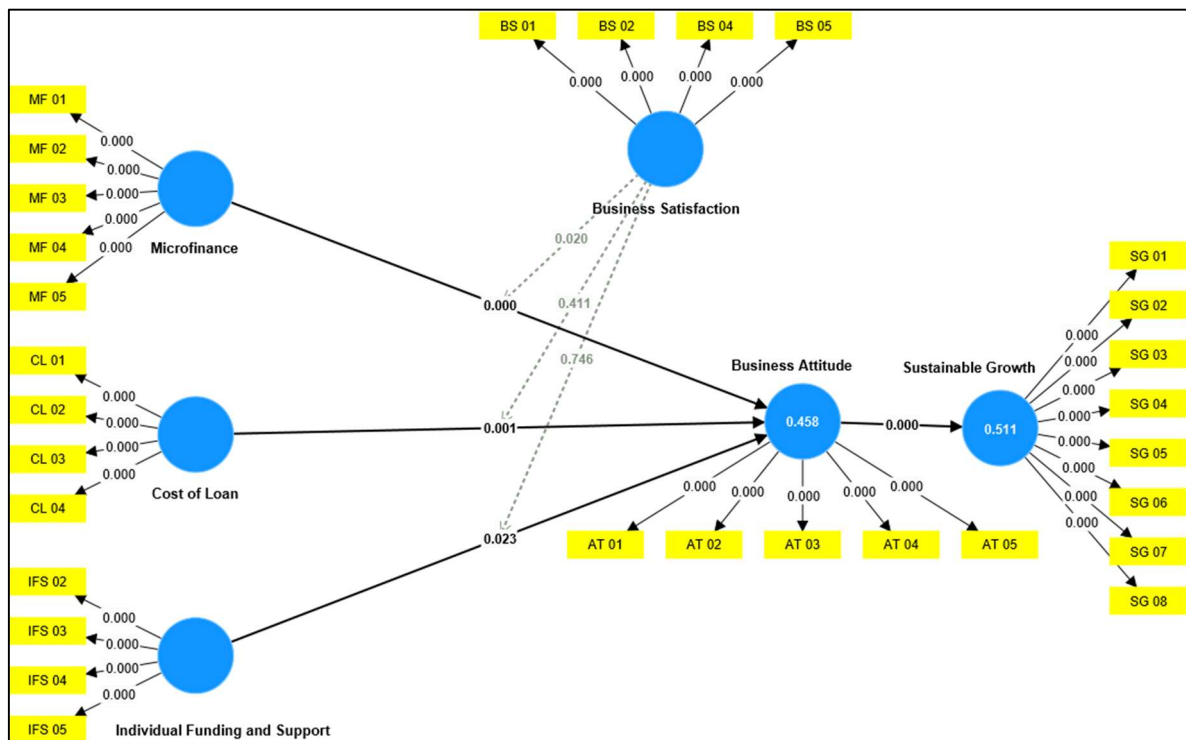 BS 01
BS 02
BS 04
BS 05
0.000
0.000
0.000
0.000
Business Satisfaction
MF 01
MF 02
MF 03
MF 04
MF 05
0.000
0.000
0.000
0.000
0.000
Microfinance
0.020
0.411
0.746
0.000
CL 01
CL 02
CL 03
CL 04
0.000
0.000
0.000
0.000
Cost of Loan
0.001
IFS 02
IFS 03
IFS 04
IFS 05
0.000
0.000
0.000
0.000
Individual Funding and Support
0.023
Business Attitude
0.458
0.000
0.000
0.000
0.000
0.000
AT 01
AT 02
AT 03
AT 04
AT 05
0.000
Sustainable Growth
0.511
0.000
0.000
0.000
0.000
0.000
0.000
0.000
0.000
SG 01
SG 02
SG 03
SG 04
SG 05
SG 06
SG 07
SG 08